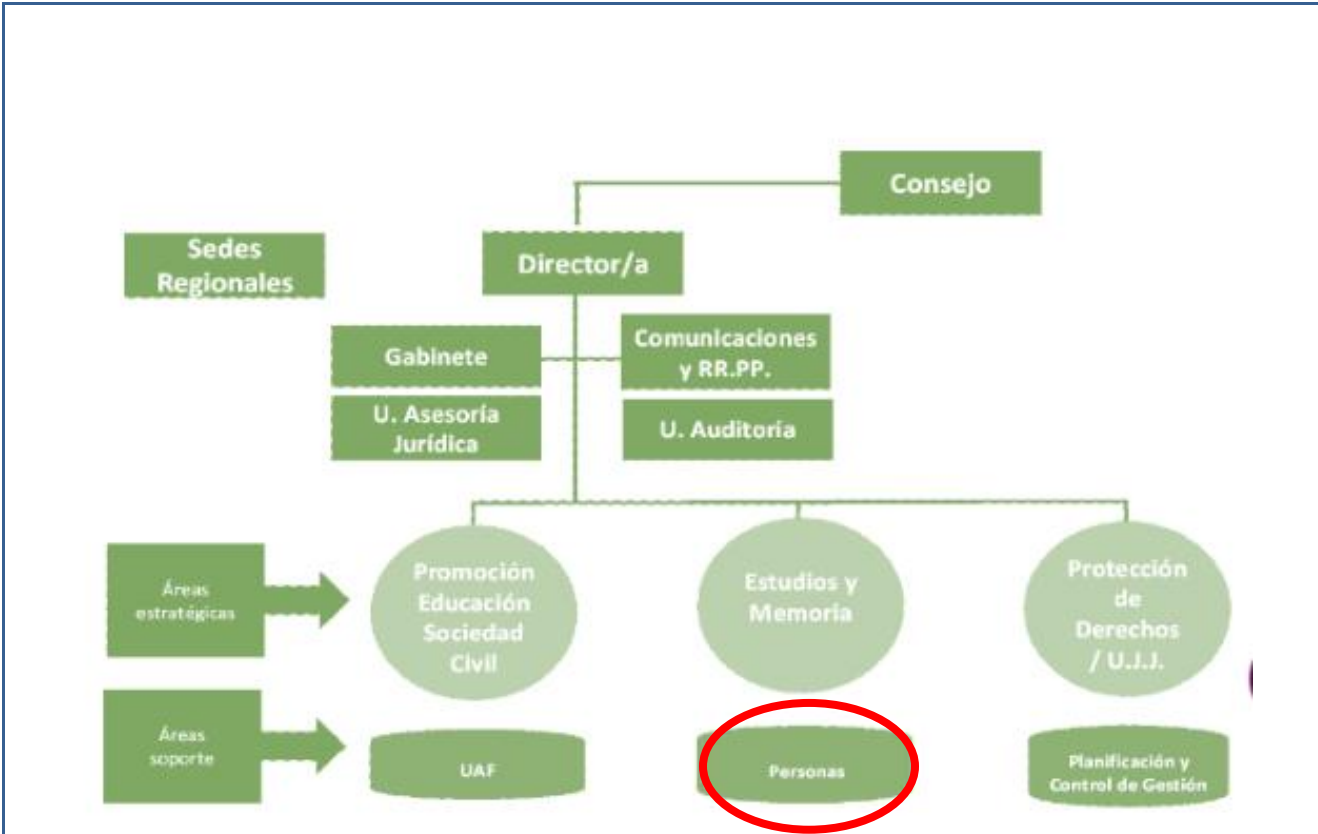 Consejo
Sedes
Regionales
Director/a
Gabinete
Comunicaciones
y RR.PP.
U. Asesoría
Jurídica
U. Auditoría
Áreas
estratégicas
Promoción
Educación
Sociedad
Civil
Estudios y
Memoria
Protección
de
Derechos
/ U.J.J.
Áreas
soporte
UAF
Personas
Planificación y
Control de Gestión